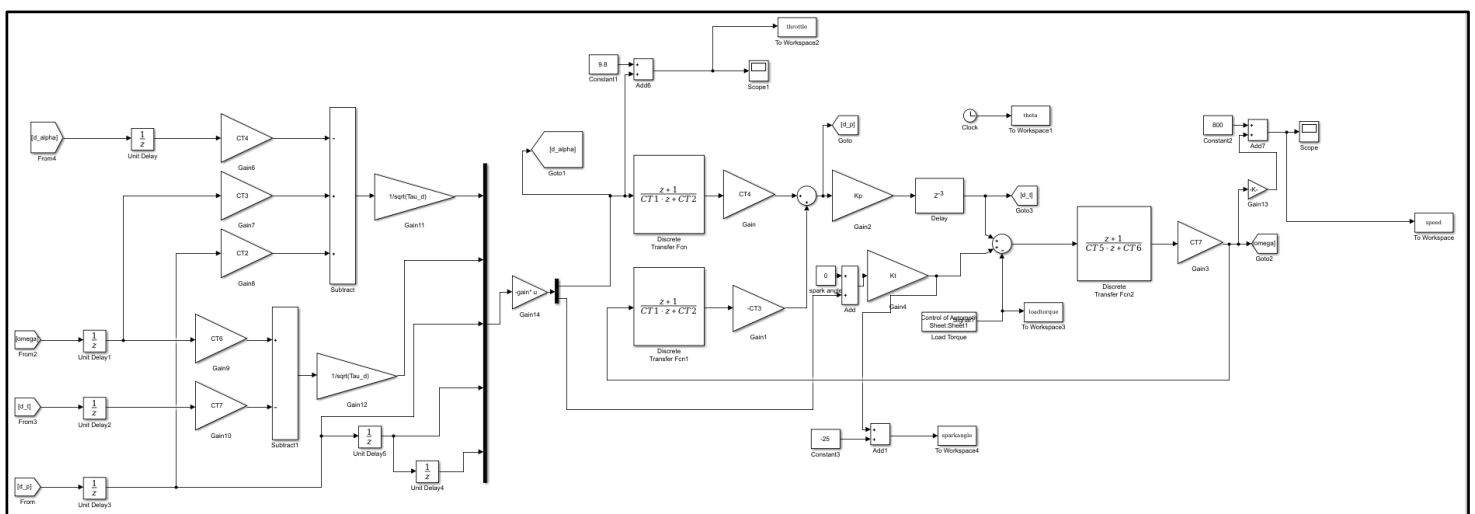 throttle
To Workspace2
9.8
Constant1
+
+
Add6
Scope1
[d_alpha]
From4
1
z
Unit Delay
CT4
Gain6
CT3
Gain7
CT2
Gain8
-
+
+
Subtract
1/sqrt(Tau_d)
Gain11
[omega]
From2
1
z
Unit Delay1
CT6
Gain9
[d_t]
From3
1
z
Unit Delay2
CT7
Gain10
+
-
Subtract1
1/sqrt(Tau_d)
Gain12
[d_p]
From
1
z
Unit Delay3
1
z
Unit Delay5
1
z
Unit Delay4
-gain* u
Gain14
[d_alpha]
Goto1
z + 1
CT1 · z + CT2
Discrete
Transfer Fcn
CT4
Gain
z + 1
CT1 · z + CT2
Discrete
Transfer Fcn1
-CT3
Gain1
+
+
[d_p]
Goto
Kp
Gain2
Z-3
Delay
[d_t]
Goto3
0
spark angle
+
+
Add
Kt
Gain4
Load Torque
loadtorque
To Workspace3
-25
Constant3
+
+
Add1
sparkangle
To Workspace4
Clock
theta
To Workspace1
z + 1
CT5 · z + CT6
Discrete
Transfer Fcn2
CT7
Gain3
[omega]
Goto2
-K-
Gain13
800
Constant2
+
+
Add7
Scope
speed
To Workspace